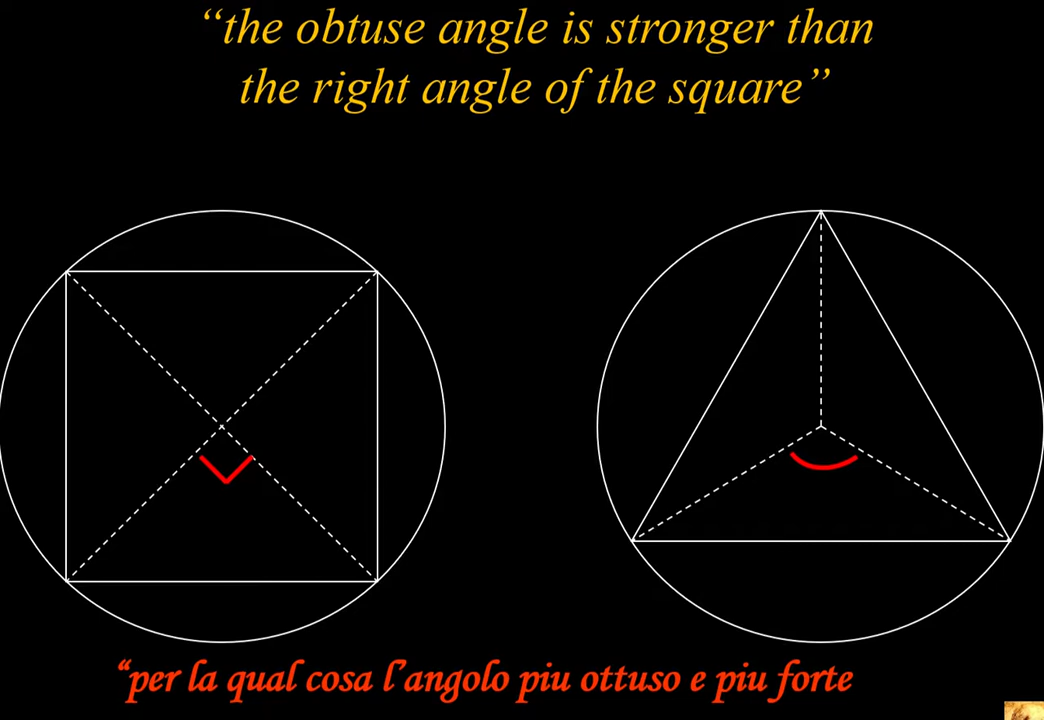 “the obtuse angle is stronger than
the right angle of the square”
“per la qual cosa l’angolo piu ottuso e piu forte